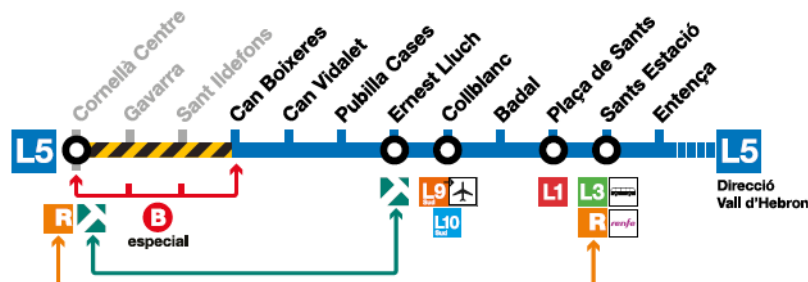 Cornellà Centre
Gavarra
Sant Ildefons
Can Boixeres
Can Vidalet
Pubilla Cases
Ernest Lluch
Collblanc
Badal
Plaça de Sants
Sants Estació
Entença
L5
L5
Direcció
Vall d'Hebron
B
especial
R
L9
Sud
L10
Sud
L1
L3
R
renfe